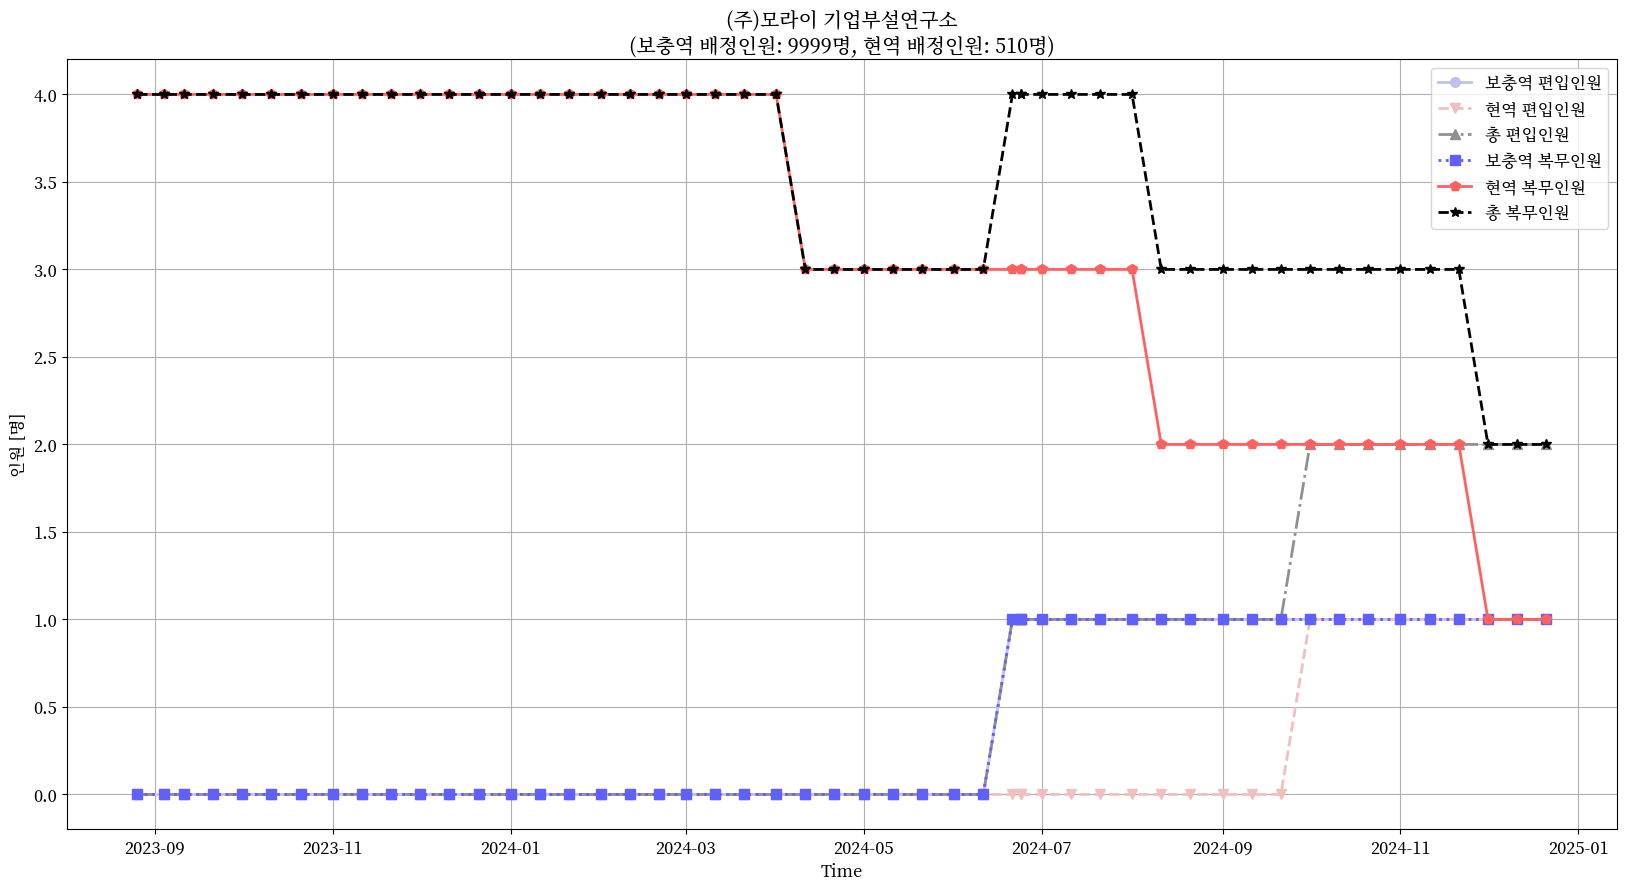 (주)모라이 기업부설연구소
(보충역 배정인원: 9999명, 현역 배정인원: 510명)
보충역 편입인원
현역 편입인원
총 편입인원
보충역 복무인원
현역 복무인원
총 복무인원
인원 [명]
4.0
3.5
3.0
2.5
2.0
1.5
1.0
0.5
0.0
2023-09 2023-11 2024-01 2024-03 2024-05 2024-07 2024-09 2024-11 2025-01
Time